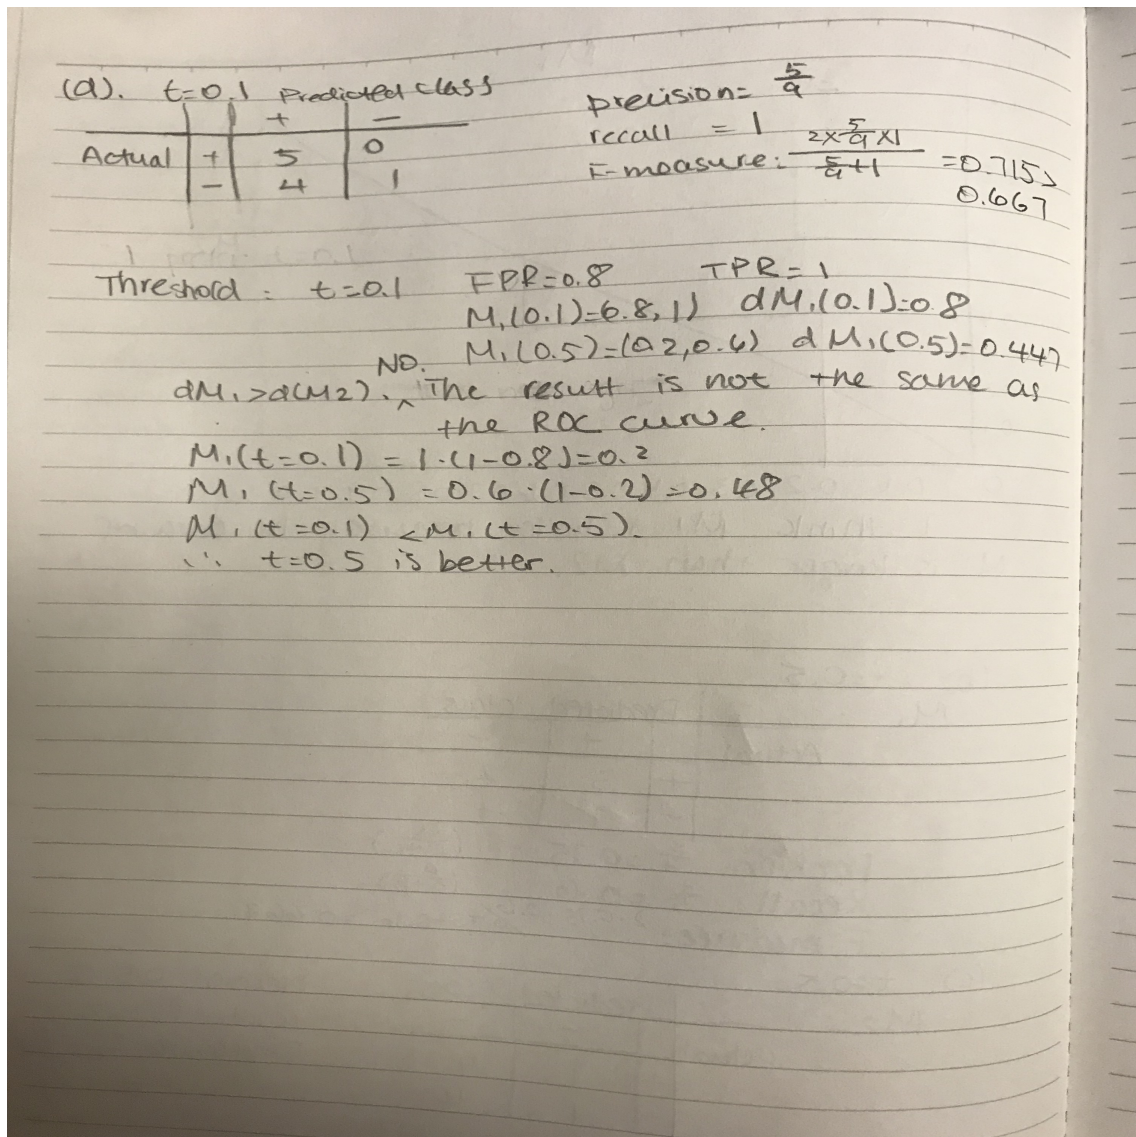 (d). t=0.1 Predicted class
+ −
Actual + 5 0
− 4 1
precision = 5/9
recall = 1
F-measure: (2×5/9×1)/(5/9+1) = 0.715>
0.667
Threshord : t=0.1 FPR=0.8 TPR=1
M₁(0.1)=(0.8,1) dM₁(0.1)=0.8
M₁(0.5)=(0.2,0.6) dM₁(0.5)=0.447
dM₁>d(M2). NO. The result is not the same as
the ROC curve.
M₁(t=0.1) = 1·(1-0.8)=0.2
M₁(t=0.5) = 0.6·(1-0.2)=0.48
M₁(t=0.1) <M₁(t=0.5).
∴ t=0.5 is better.